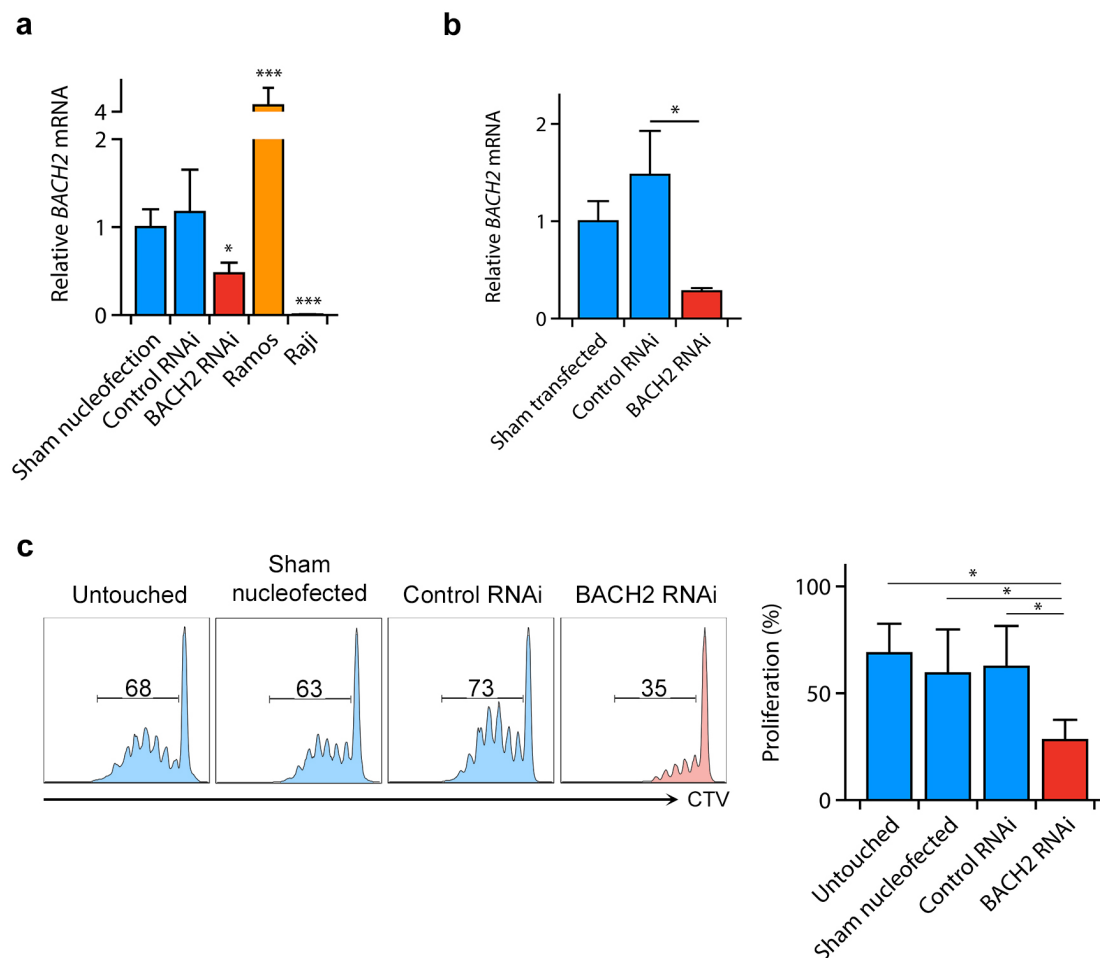 a
Relative BACH2 mRNA
4
2
1
0
***
*
***
Sham nucleofection
Control RNAi
BACH2 RNAi
Ramos
Raji
b
Relative BACH2 mRNA
2
1
0
*
Sham transfected
Control RNAi
BACH2 RNAi
c
Untouched
Sham
nucleofected
Control RNAi
BACH2 RNAi
68
63
73
35
CTV
Proliferation (%)
100
50
0
*
*
*
Untouched
Sham nucleofected
Control RNAi
BACH2 RNAi